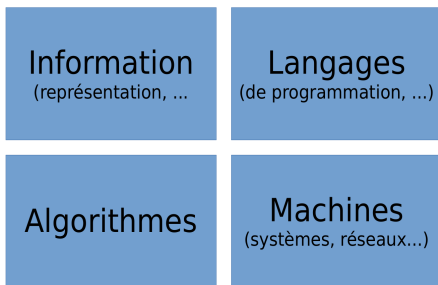 Information
(représentation, ...
Langages
(de programmation, ...)
Algorithmes
Machines
(systèmes, réseaux...)